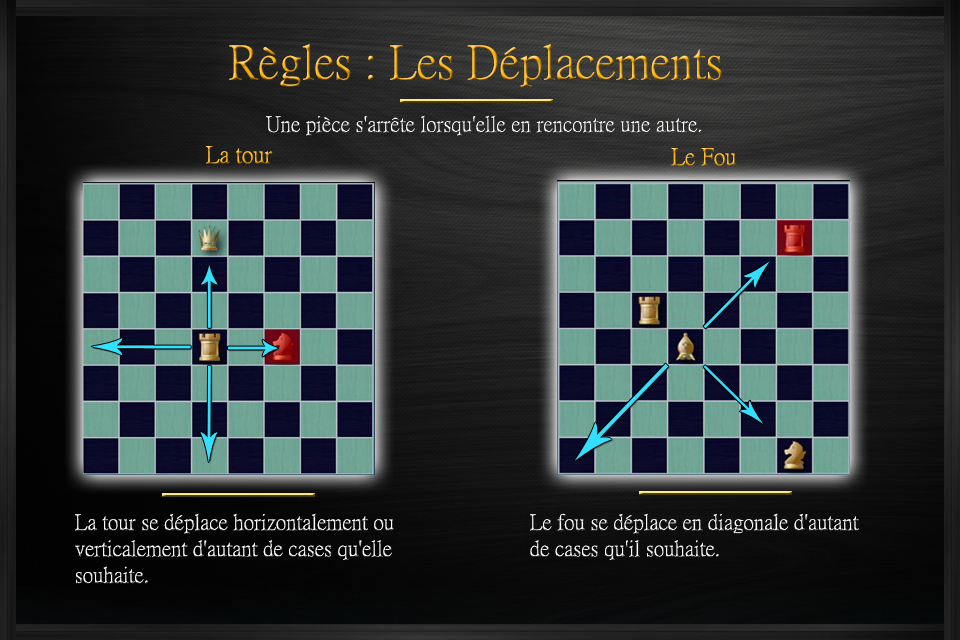 Règles : Les Déplacements
Une pièce s'arrête lorsqu'elle en rencontre une autre.
La tour
Le Fou
La tour se déplace horizontalement ou
verticalement d'autant de cases qu'elle
souhaite.
Le fou se déplace en diagonale d'autant
de cases qu'il souhaite.